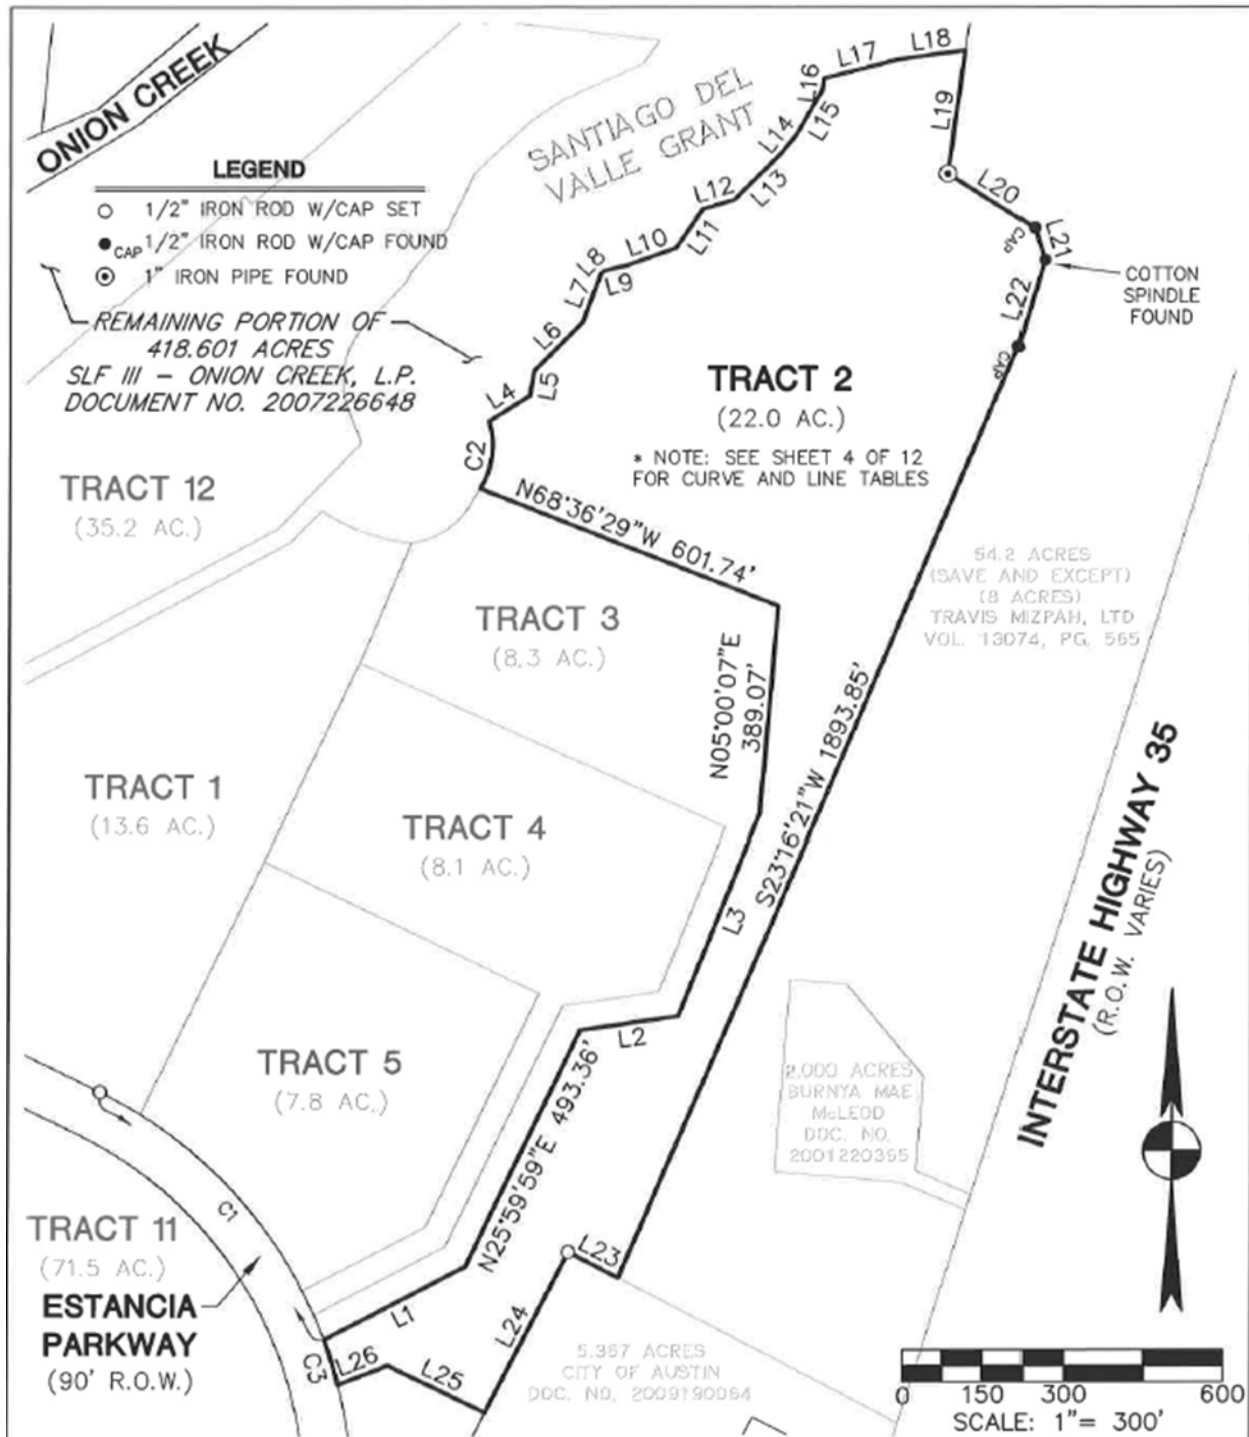 ONION CREEK
LEGEND
1/2" IRON ROD W/CAP SET
CAP 1/2" IRON ROD W/CAP FOUND
1" IRON PIPE FOUND
REMAINING PORTION OF
418.601 ACRES
SLF III - ONION CREEK, L.P.
DOCUMENT NO. 2007226648
SANTIAGO DEL
VALLE GRANT
L4
L5
L6
L7
L8
L9
L10
L11
L12
L13
L14
L15
L16
L17
L18
L19
L20
CAP
L21
L22
CAP
COTTON
SPINDLE
FOUND
TRACT 2
(22.0 AC.)
* NOTE: SEE SHEET 4 OF 12
FOR CURVE AND LINE TABLES
C2
N68°36'29"W 601.74'
TRACT 12
(35.2 AC.)
54.2 ACRES
(SAVE AND EXCEPT)
(8 ACRES)
TRAVIS MIZPAH, LTD
VOL. 13074, PG. 565
TRACT 3
(8.3 AC.)
N05°00'07"E
389.07'
S23°16'21"W 1893.85'
TRACT 1
(13.6 AC.)
TRACT 4
(8.1 AC.)
L3
INTERSTATE HIGHWAY 35
(R.O.W. VARIES)
TRACT 5
(7.8 AC.)
L2
N25°59'59"E 493.36'
2.000 ACRES
BURNYA MAE
McLEOD
DOC. NO.
2001220365
C1
TRACT 11
(71.5 AC.)
ESTANCIA
PARKWAY
(90' R.O.W.)
L1
C3
L26
L25
L24
L23
5.367 ACRES
CITY OF AUSTIN
DOC. NO. 2009190064
0 150 300 600
SCALE: 1"= 300'